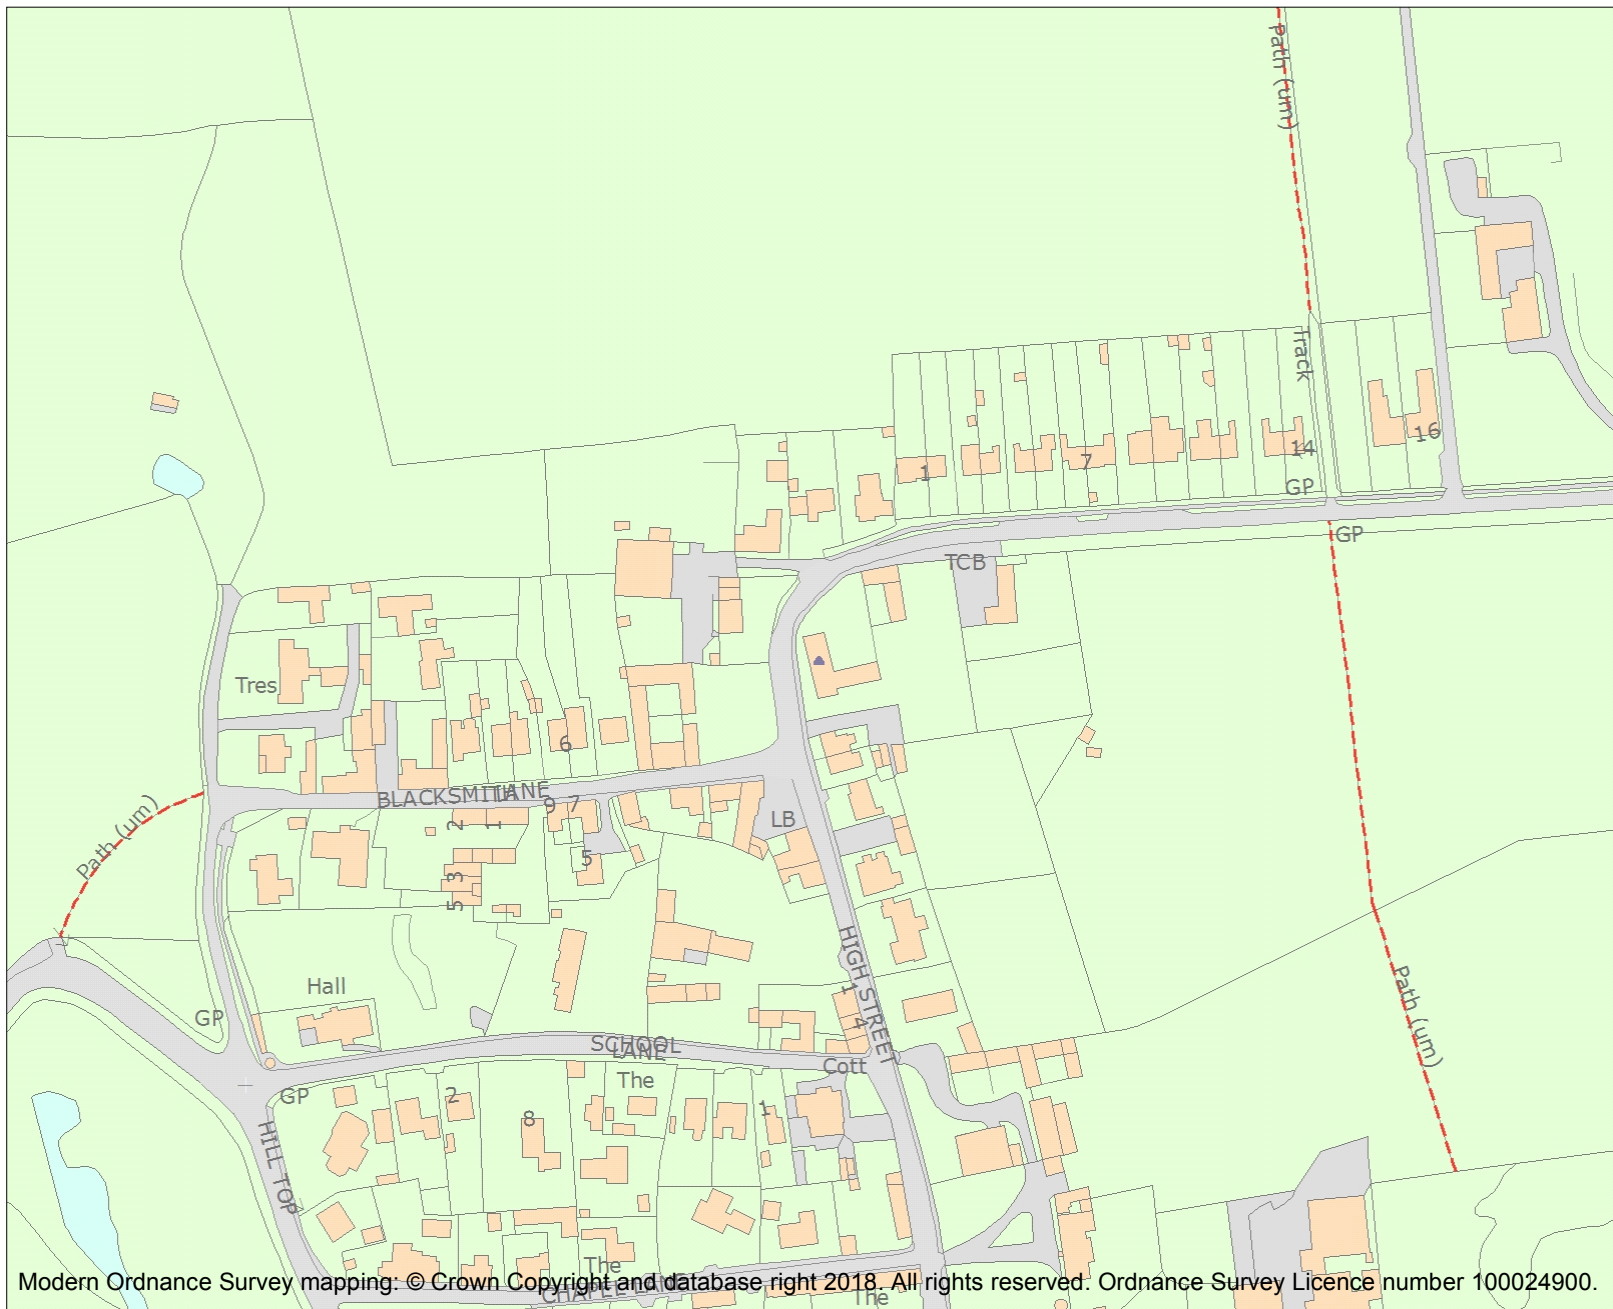 Path (um)
Track
16
14
7
1
GP
GP
TCB
Tres
6
BLACKSMITH
LANE
9
7
2
1
LB
Path (um)
5
3
5
HIGH STREET
Hall
1
4
GP
SCHOOL
LANE
Path (um)
Cott
The
GP
2
1
8
HILL TOP
The
CHAPEL LANE
The
Modern Ordnance Survey mapping: © Crown Copyright and database right 2018. All rights reserved. Ordnance Survey Licence number 100024900.